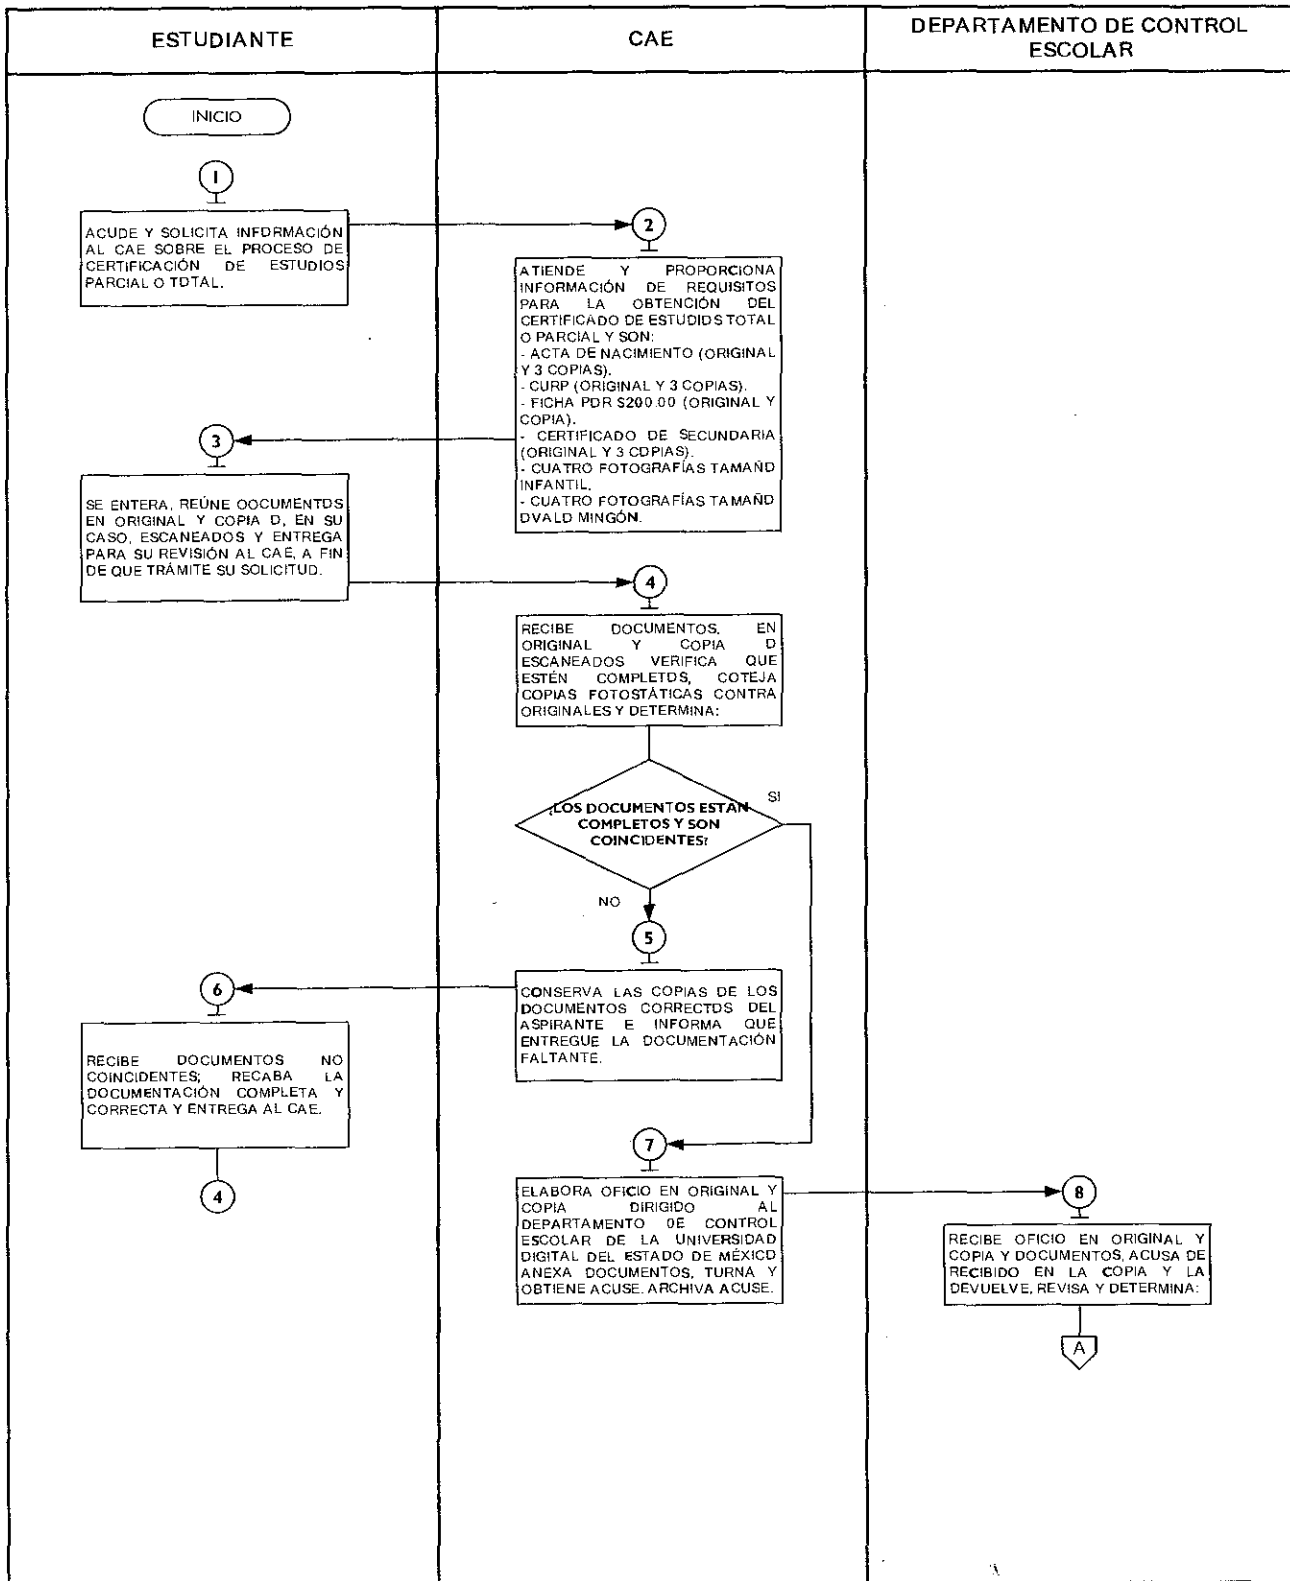 ESTUDIANTE
CAE
DEPARTAMENTO DE CONTROL
ESCOLAR
INICIO
1
ACUDE Y SOLICITA INFORMACIÓN
AL CAE SOBRE EL PROCESO DE
CERTIFICACIÓN DE ESTUDIOS
PARCIAL O TOTAL.
2
ATIENDE Y PROPORCIONA
INFORMACIÓN DE REQUISITOS
PARA LA OBTENCIÓN DEL
CERTIFICADO DE ESTUDIOS TOTAL
O PARCIAL Y SON:
- ACTA DE NACIMIENTO (ORIGINAL
Y 3 COPIAS).
- CURP (ORIGINAL Y 3 COPIAS).
- FICHA POR $200.00 (ORIGINAL Y
COPIA).
- CERTIFICADO DE SECUNDARIA
(ORIGINAL Y 3 COPIAS).
- CUATRO FOTOGRAFÍAS TAMAÑO
INFANTIL.
- CUATRO FOTOGRAFÍAS TAMAÑO
OVALO MINGÓN.
3
SE ENTERA, REÚNE DOCUMENTOS
EN ORIGINAL Y COPIA O, EN SU
CASO, ESCANEADOS Y ENTREGA
PARA SU REVISIÓN AL CAE, A FIN
DE QUE TRÁMITE SU SOLICITUD.
4
RECIBE DOCUMENTOS, EN
ORIGINAL Y COPIA O
ESCANEADOS VERIFICA QUE
ESTÉN COMPLETOS, COTEJA
COPIAS FOTOSTÁTICAS CONTRA
ORIGINALES Y DETERMINA:
¿LOS DOCUMENTOS ESTÁN
COMPLETOS Y SON
COINCIDENTES?
SI
NO
5
CONSERVA LAS COPIAS DE LOS
DOCUMENTOS CORRECTOS DEL
ASPIRANTE E INFORMA QUE
ENTREGUE LA DOCUMENTACIÓN
FALTANTE.
6
RECIBE DOCUMENTOS NO
COINCIDENTES; RECABA LA
DOCUMENTACIÓN COMPLETA Y
CORRECTA Y ENTREGA AL CAE.
4
7
ELABORA OFICIO EN ORIGINAL Y
COPIA DIRIGIDO AL
DEPARTAMENTO DE CONTROL
ESCOLAR DE LA UNIVERSIDAD
DIGITAL DEL ESTADO DE MÉXICO
ANEXA DOCUMENTOS, TURNA Y
OBTIENE ACUSE. ARCHIVA ACUSE.
8
RECIBE OFICIO EN ORIGINAL Y
COPIA Y DOCUMENTOS, ACUSA DE
RECIBIDO EN LA COPIA Y LA
DEVUELVE, REVISA Y DETERMINA:
A